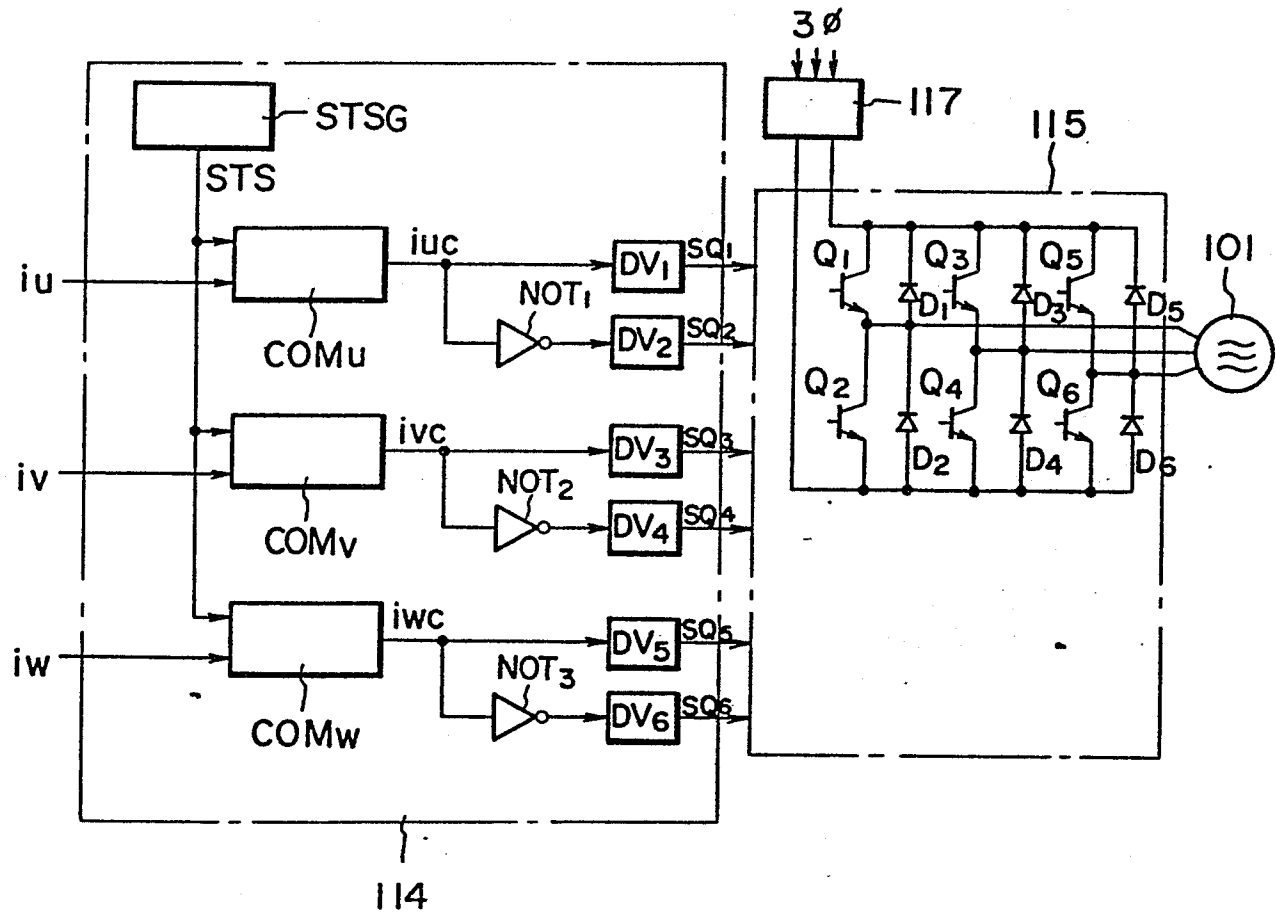 3φ
117
STSG
115
STS
iu
COMu
iuc
NOT1
DV1
SQ1
DV2
SQ2
Q1
D1
Q3
D3
Q5
D5
101
Q2
D2
Q4
D4
Q6
D6
iv
COMv
ivc
NOT2
DV3
SQ3
DV4
SQ4
iw
COMw
iwc
NOT3
DV5
SQ5
DV6
SQ6
114